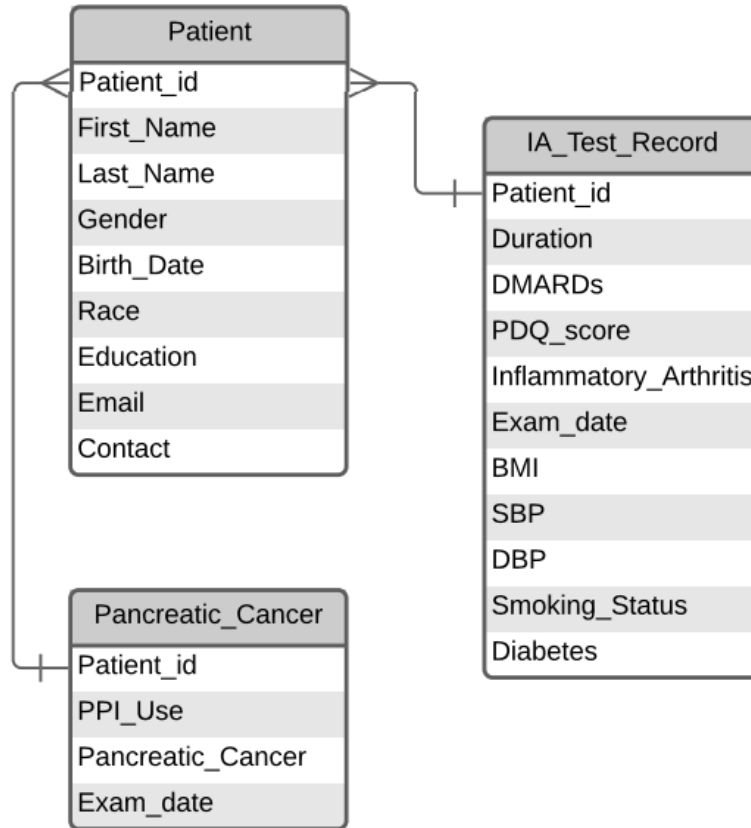 Patient
Patient_id
First_Name
Last_Name
Gender
Birth_Date
Race
Education
Email
Contact
IA_Test_Record
Patient_id
Duration
DMARDs
PDQ_score
Inflammatory_Arthritis
Exam_date
BMI
SBP
DBP
Smoking_Status
Diabetes
Pancreatic_Cancer
Patient_id
PPI_Use
Pancreatic_Cancer
Exam_date